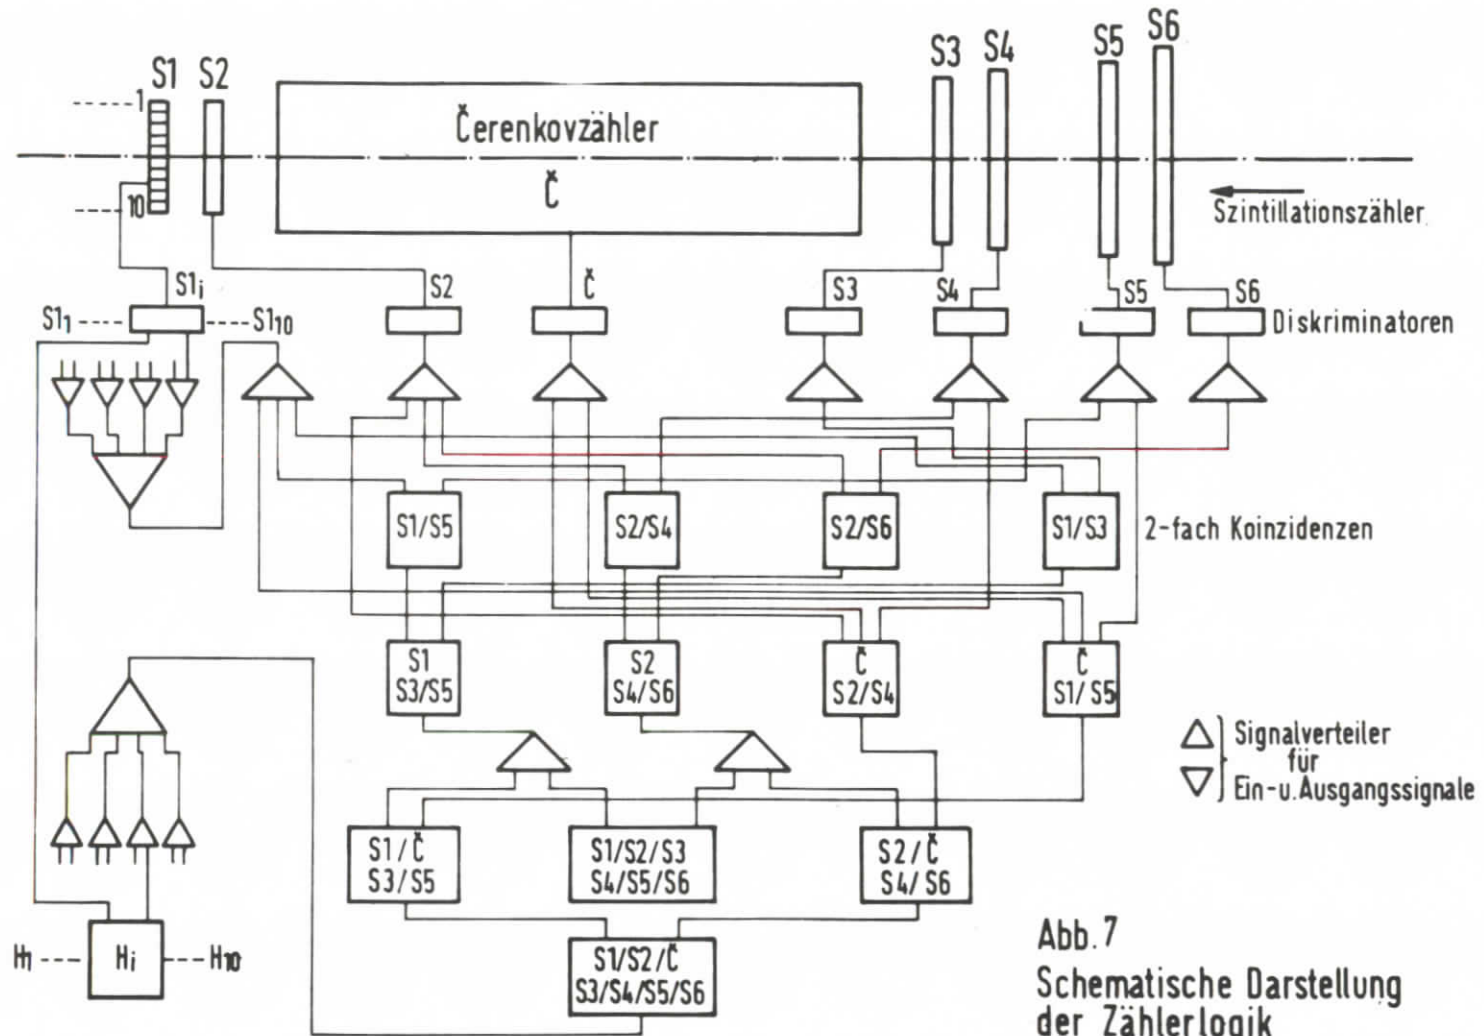 S1 S2 S3 S4 S5 S6
1
10
Čerenkovzähler
Č
Szintillationszähler
S1i S2 Č S3 S4 S5 S6
S11 S110
Diskriminatoren
S1/S5 S2/S4 S2/S6 S1/S3
2-fach Koinzidenzen
S1
S3/S5
S2
S4/S6
Č
S2/S4
Č
S1/S5
Signalverteiler
für
Ein-u.Ausgangssignale
S1/Č
S3/S5
S1/S2/S3
S4/S5/S6
S2/Č
S4/S6
S1/S2/Č
S3/S4/S5/S6
H1 Hi H10
Abb.7
Schematische Darstellung
der Zählerlogik